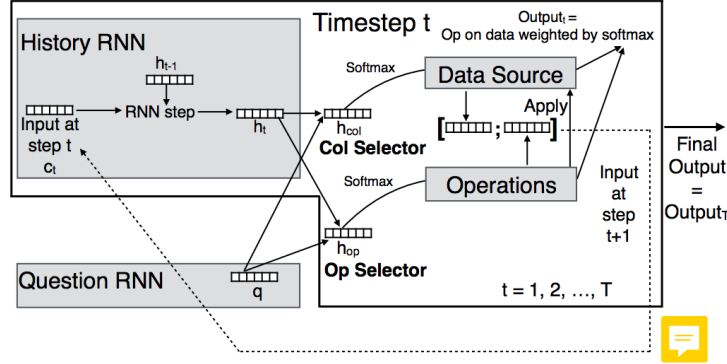 History RNN
h_{t-1}
RNN step
Input at
step t
c_t
h_t
Timestep t
Output_t =
Op on data weighted by softmax
Softmax
Data Source
h_col
Col Selector
Apply
[ ; ]
Softmax
Operations
h_op
Op Selector
Input
at
step
t+1
t = 1, 2, ..., T
Question RNN
q
Final
Output
=
Output_T